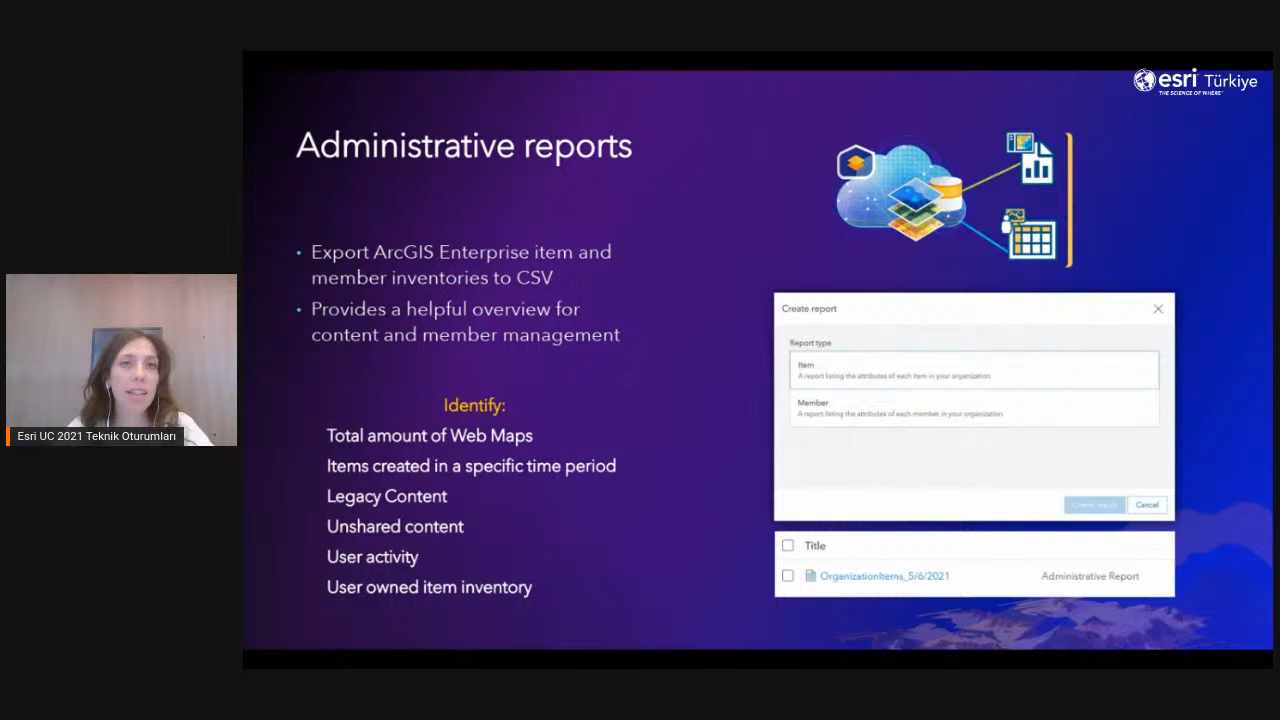 esri Türkiye
THE SCIENCE OF WHERE
Administrative reports
• Export ArcGIS Enterprise item and
member inventories to CSV
• Provides a helpful overview for
content and member management
Identify:
Total amount of Web Maps
Items created in a specific time period
Legacy Content
Unshared content
User activity
User owned item inventory
Create report
Report type
Item
A report listing the attributes of each item in your organization
Member
A report listing the attributes of each member in your organization
Create report Cancel
Title
OrganizationItems_5/6/2021 Administrative Report
Esri UC 2021 Teknik Oturumları